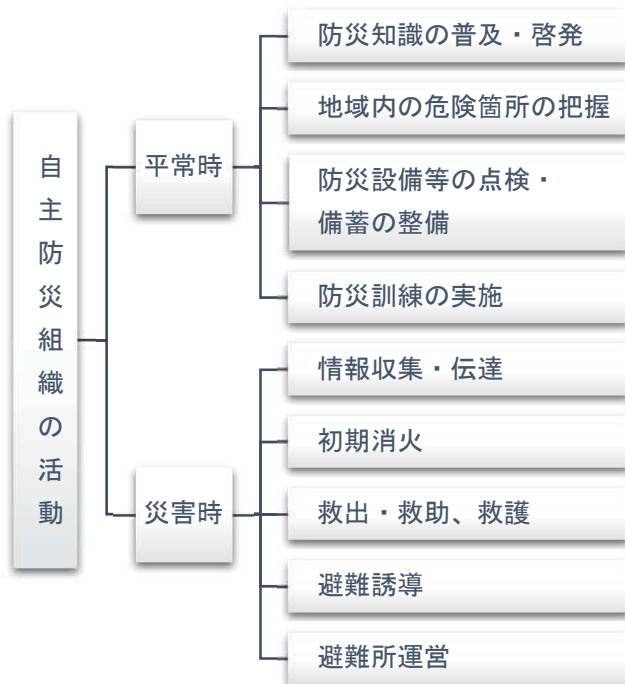 自主防災組織の活動
平常時
防災知識の普及・啓発
地域内の危険箇所の把握
防災設備等の点検・
備蓄の整備
防災訓練の実施
災害時
情報収集・伝達
初期消火
救出・救助、救護
避難誘導
避難所運営